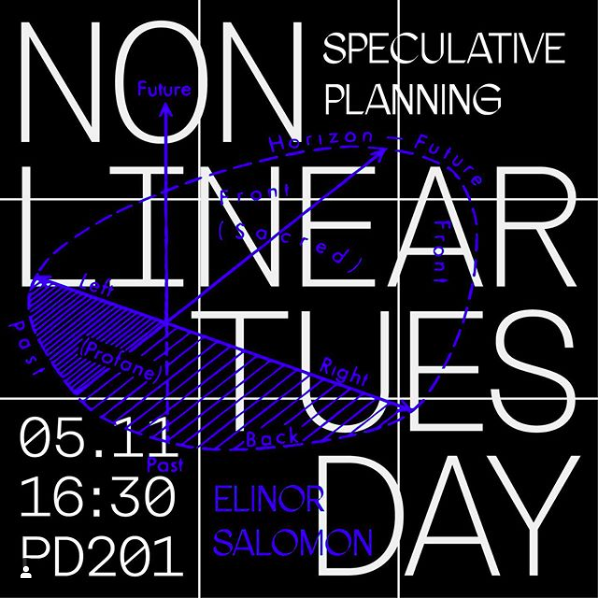 NON
SPECULATIVE
PLANNING
Future
Horizon — Future
LINEAR
Front
(Sacred)
Front
Left
TUES
Past
(Profane)
Right
Back
05.11
Past
16:30
PD201
ELINOR
SALOMON
DAY